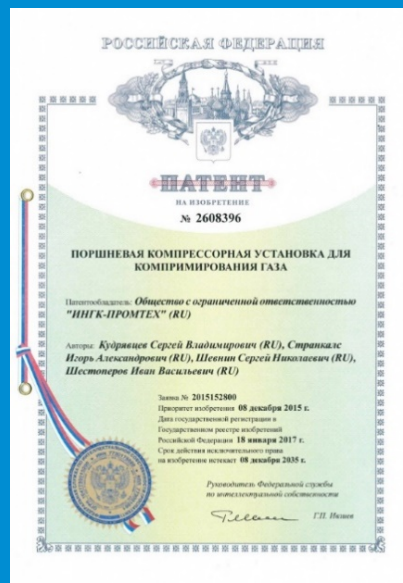 РОССИЙСКАЯ ФЕДЕРАЦИЯ
ПАТЕНТ
НА ИЗОБРЕТЕНИЕ
№ 2608396
ПОРШНЕВАЯ КОМПРЕССОРНАЯ УСТАНОВКА ДЛЯ
КОМПРИМИРОВАНИЯ ГАЗА
Патентообладатель: Общество с ограниченной ответственностью
"ИНГК-ПРОМТЕХ" (RU)
Авторы: Кудрявцев Сергей Владимирович (RU), Странкалс
Игорь Александрович (RU), Шевнин Сергей Николаевич (RU),
Шестоперов Иван Васильевич (RU)
Заявка № 2015152800
Приоритет изобретения 08 декабря 2015 г.
Дата государственной регистрации в
Государственном реестре изобретений
Российской Федерации 18 января 2017 г.
Срок действия исключительного права
на изобретение истекает 08 декабря 2035 г.
Руководитель Федеральной службы
по интеллектуальной собственности
Г.П. Ивлиев